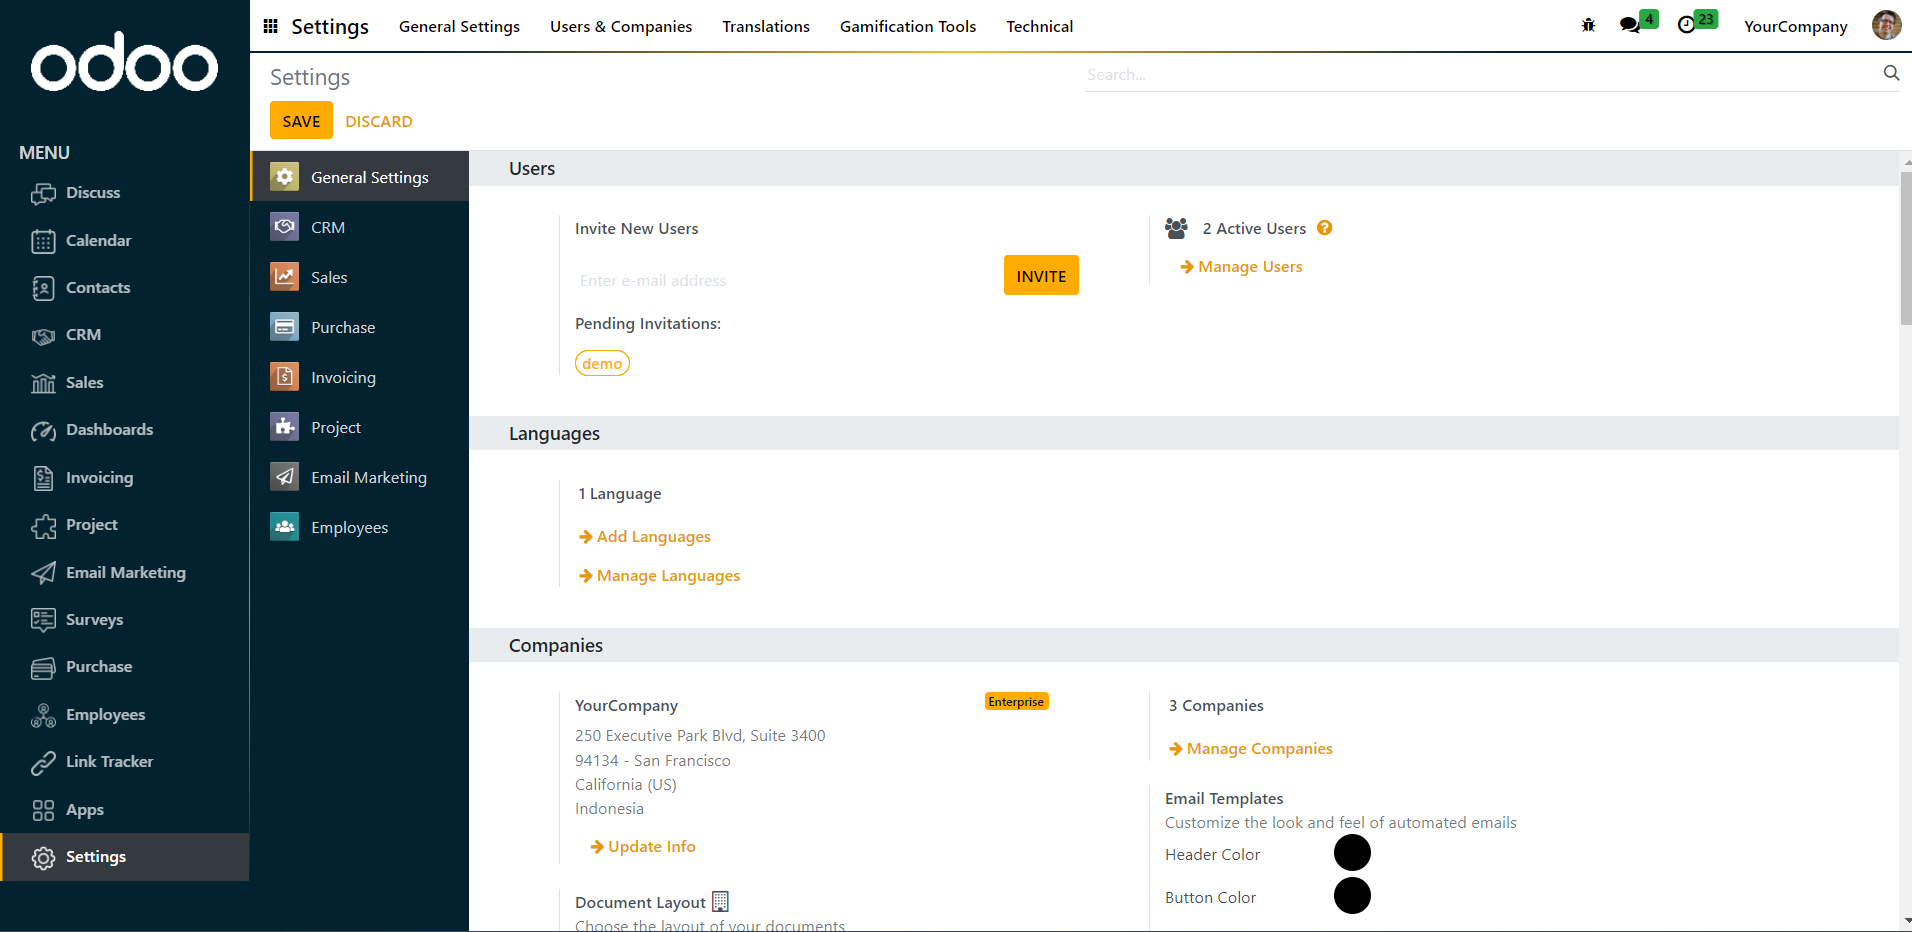 odoo
MENU
Discuss
Calendar
Contacts
CRM
Sales
Dashboards
Invoicing
Project
Email Marketing
Surveys
Purchase
Employees
Link Tracker
Apps
Settings
Settings General Settings Users & Companies Translations Gamification Tools Technical 4 23 YourCompany
Settings
Search...
SAVE DISCARD
General Settings
CRM
Sales
Purchase
Invoicing
Project
Email Marketing
Employees
Users
Invite New Users
Enter e-mail address
INVITE
Pending Invitations:
demo
2 Active Users ?
Manage Users
Languages
1 Language
Add Languages
Manage Languages
Companies
YourCompany Enterprise
250 Executive Park Blvd, Suite 3400
94134 - San Francisco
California (US)
Indonesia
Update Info
Document Layout
Choose the layout of your documents
3 Companies
Manage Companies
Email Templates
Customize the look and feel of automated emails
Header Color
Button Color